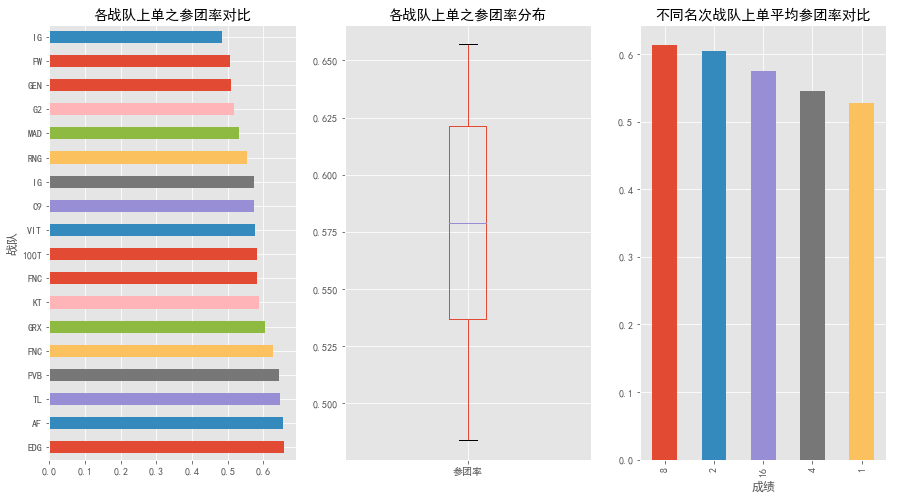 各战队上单之参团率对比
IG
FW
GEN
G2
MAD
RNG
IG
C9
VIT
100T
FNC
KT
GRX
FNC
PVB
TL
AF
EDG
战队
0.0 0.1 0.2 0.3 0.4 0.5 0.6
各战队上单之参团率分布
0.650
0.625
0.600
0.575
0.550
0.525
0.500
参团率
不同名次战队上单平均参团率对比
0.6
0.5
0.4
0.3
0.2
0.1
0.0
8 2 16 4 1
成绩